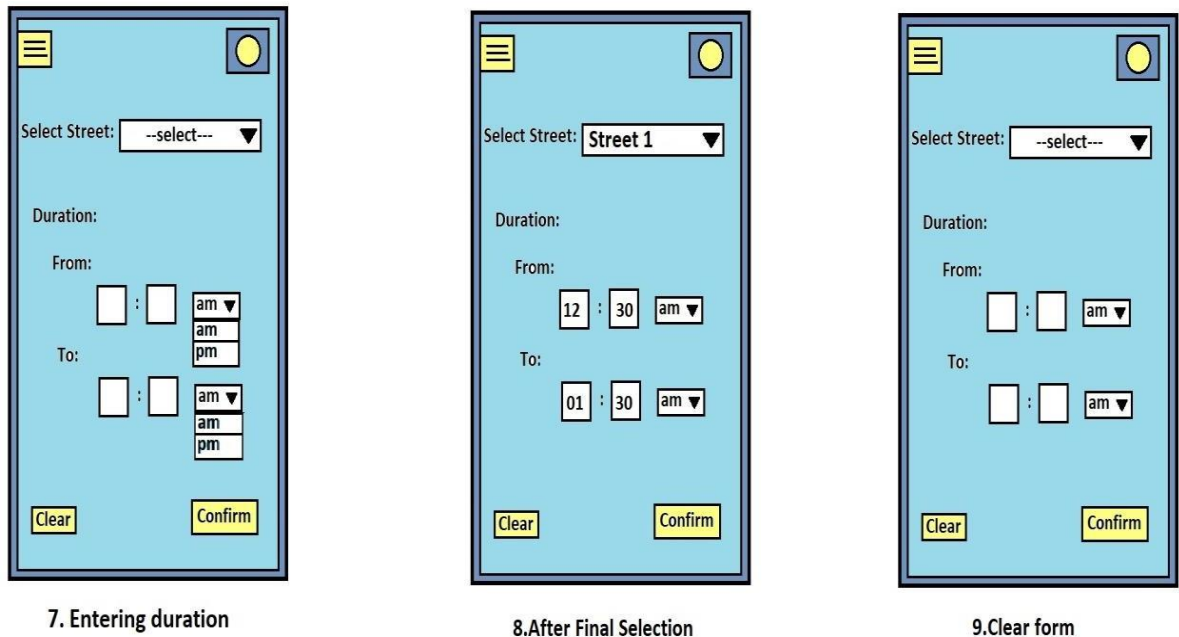 Select Street: --select---
Duration:
From:
: am
am
pm
To:
: am
am
pm
Clear Confirm
7. Entering duration
Select Street: Street 1
Duration:
From:
12 : 30 am
To:
01 : 30 am
Clear Confirm
8.After Final Selection
Select Street: --select---
Duration:
From:
: am
To:
: am
Clear Confirm
9.Clear form